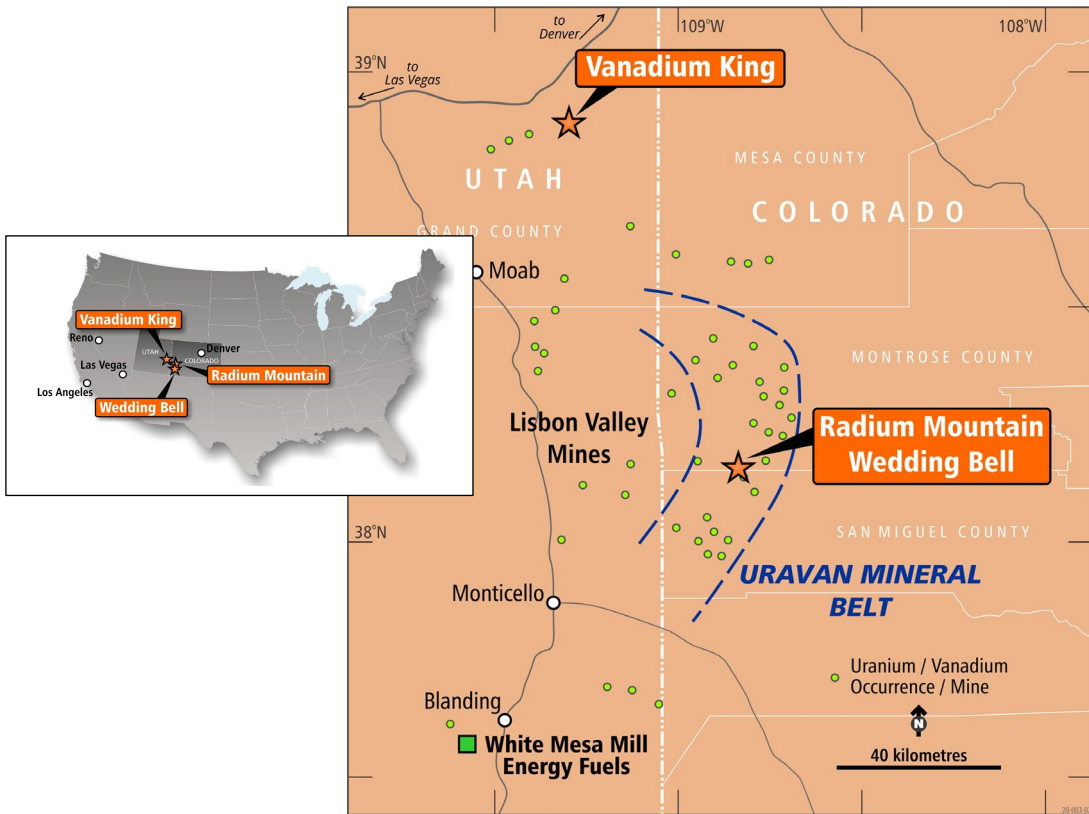 to
Denver
109°W
108°W
39°N
to
Las Vegas
Vanadium King
MESA COUNTY
UTAH
COLORADO
GRAND COUNTY
Moab
Vanadium King
Reno
UTAH
COLORADO
Denver
Las Vegas
Los Angeles
Radium Mountain
Wedding Bell
MONTROSE COUNTY
Lisbon Valley
Mines
Radium Mountain
Wedding Bell
38°N
SAN MIGUEL COUNTY
URAVAN MINERAL
BELT
Monticello
Uranium / Vanadium
Occurrence / Mine
Blanding
N
White Mesa Mill
Energy Fuels
40 kilometres